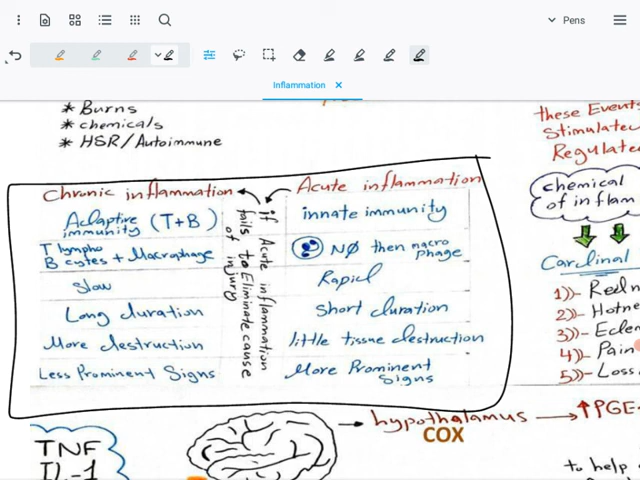 Pens
Inflammation
* Burns
* chemicals
* HSR/Autoimmune
these Events
Stimulate
Regulate
chemical
of inflam
Cardinal
1)) - Redn
2)) - Hotne
3)) - Edem
4)) - Pain
5)) - Loss
Chronic inflammation
Acute inflammation
Adaptive (T+B)
immunity
innate immunity
T lympho
B cytes + Macrophage
NØ then macro
phage
Slow
Rapid
Long duration
Short duration
More destruction
little tissue destruction
Less Prominent Signs
More Prominent
Signs
if Acute inflammation
fails to Eliminate cause
of injury
TNF
IL-1
hypothalamus
↑PGE
COX
to help